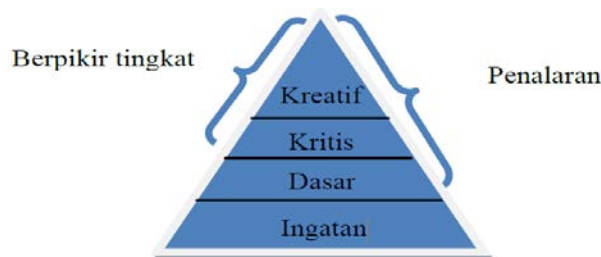 Berpikir tingkat
Penalaran
Kreatif
Kritis
Dasar
Ingatan